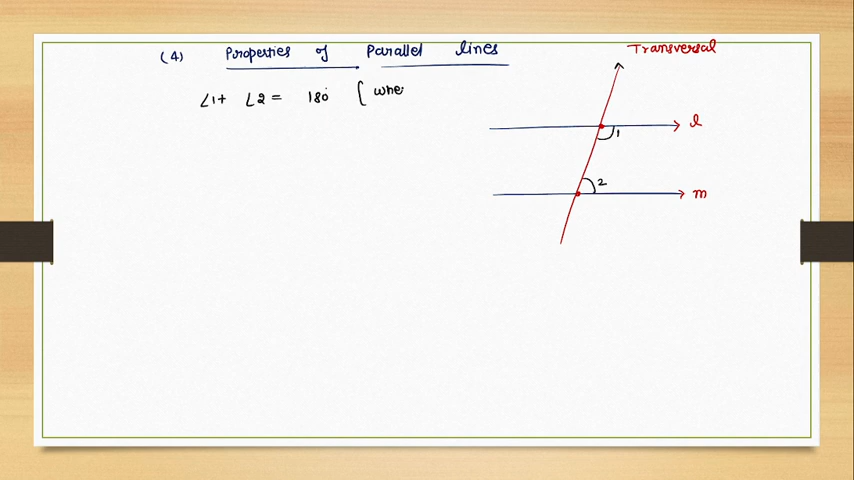 (4) Properties of Parallel lines
∠1+ ∠2 = 180° [ whe
Transversal
l
1
2
m